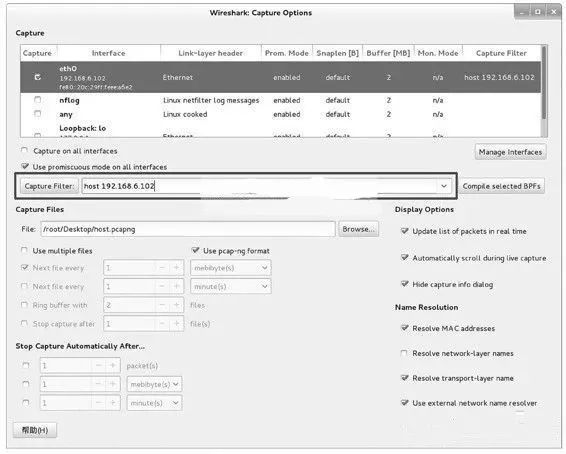 Wireshark: Capture Options
Capture
Capture Interface Link-layer header Prom. Mode Snaplen [B] Buffer [MB] Mon. Mode Capture Filter
eth0
192.168.6.102 Ethernet enabled default 2 n/a host 192.168.6.102
fe80::20c:29ff:feee:a5e2
nflog Linux netfilter log messages enabled default 2 n/a
any Linux cooked enabled default 2 n/a
Loopback: lo
Ethernet enabled default 2 n/a
Capture on all interfaces
Manage Interfaces
Use promiscuous mode on all interfaces
Capture Filter: host 192.168.6.102 Compile selected BPFs
Capture Files
File: /root/Desktop/host.pcapng Browse...
Use multiple files Use pcap-ng format
Next file every 1 - + mebibyte(s)
Next file every 1 - + minute(s)
Ring buffer with 2 - + files
Stop capture after 1 - + file(s)
Stop Capture Automatically After...
1 - + packet(s)
1 - + mebibyte(s)
1 - + minute(s)
Display Options
Update list of packets in real time
Automatically scroll during live capture
Hide capture info dialog
Name Resolution
Resolve MAC addresses
Resolve network-layer names
Resolve transport-layer name
Use external network name resolver
帮助(H)